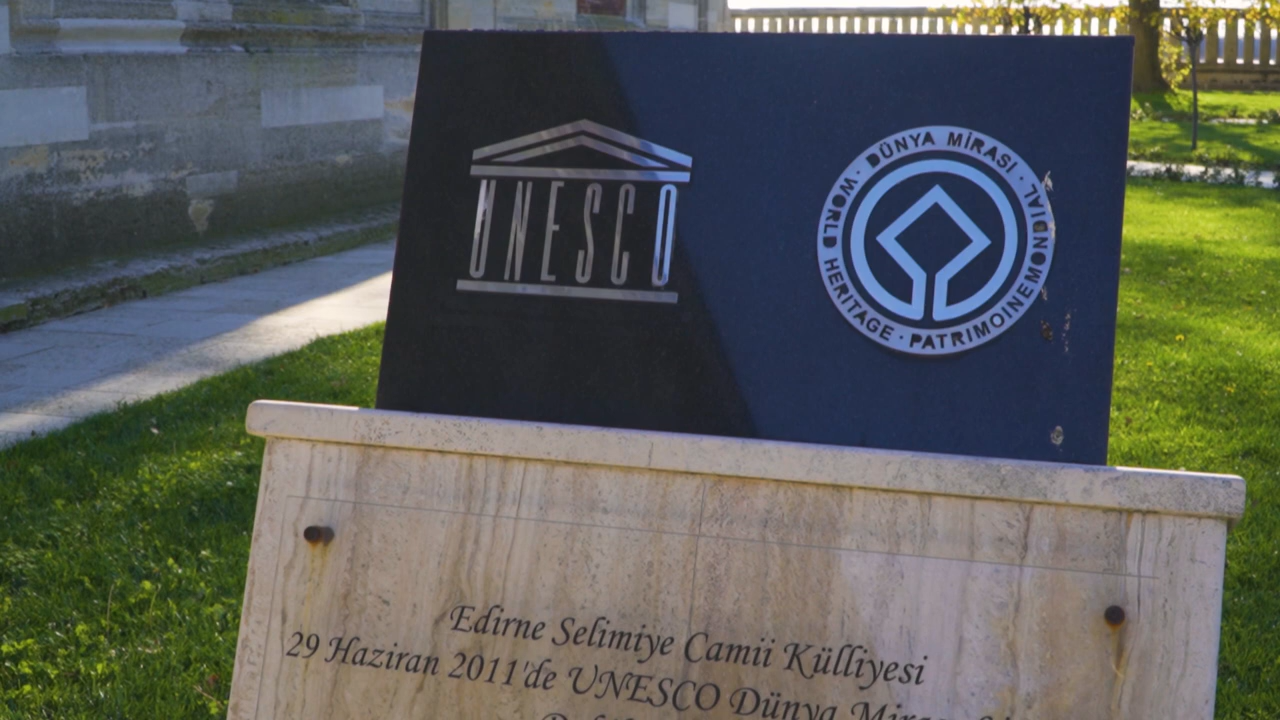 UNESCO
DÜNYA MİRASI · WORLD HERITAGE · PATRIMOINE MONDIAL ·
Edirne Selimiye Camii Külliyesi
29 Haziran 2011'de UNESCO Dünya